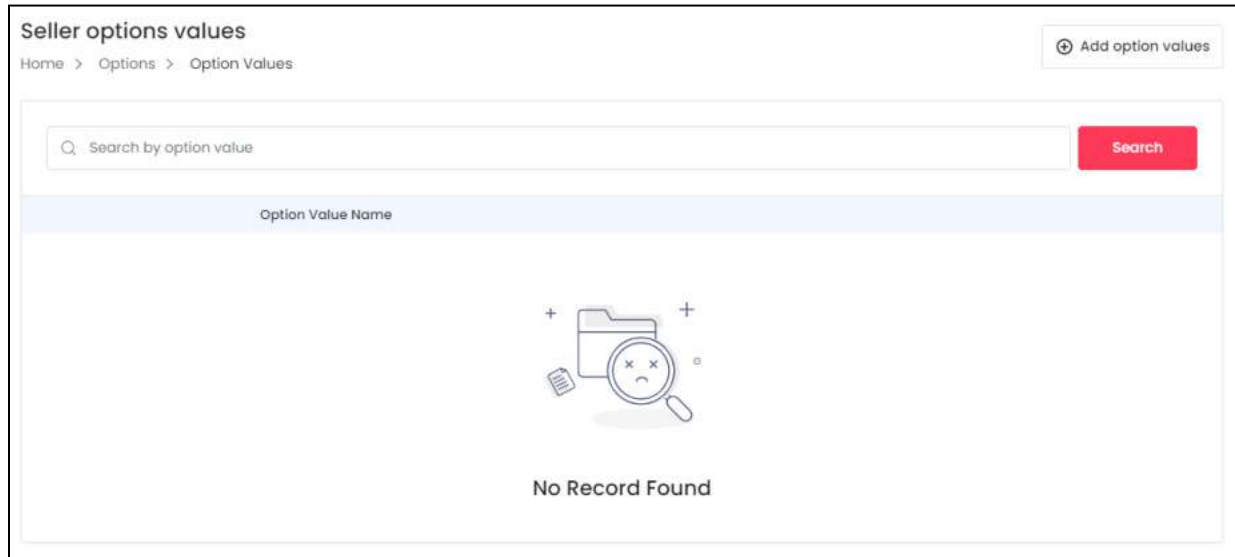 Seller options values
Add option values
Home > Options > Option Values
Search by option value
Search
Option Value Name
No Record Found